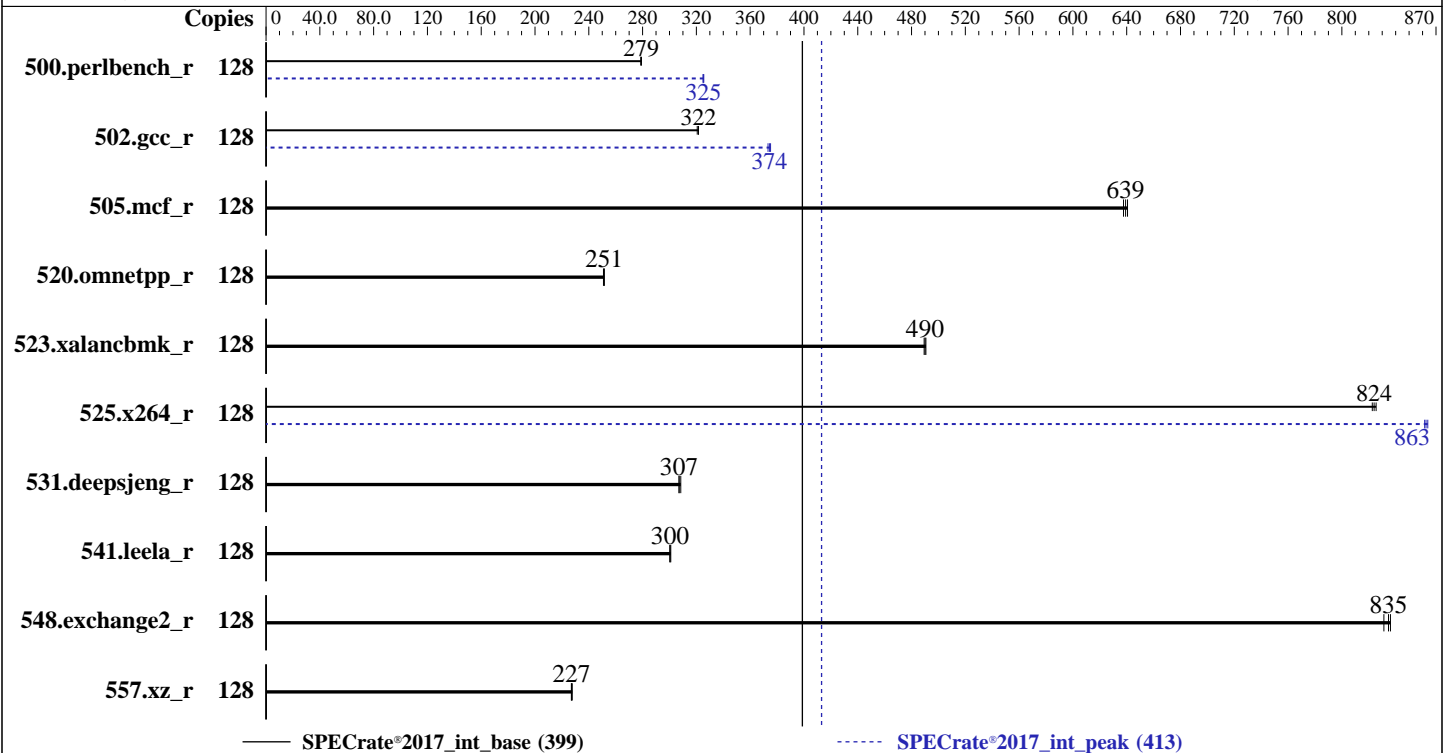 Copies 0 40.0 80.0 120 160 200 240 280 320 360 400 440 480 520 560 600 640 680 720 760 800 870
500.perlbench_r 128 279
325
502.gcc_r 128 322
374
505.mcf_r 128 639
520.omnetpp_r 128 251
523.xalancbmk_r 128 490
525.x264_r 128 824
863
531.deepsjeng_r 128 307
541.leela_r 128 300
548.exchange2_r 128 835
557.xz_r 128 227
SPECrate®2017_int_base (399) SPECrate®2017_int_peak (413)